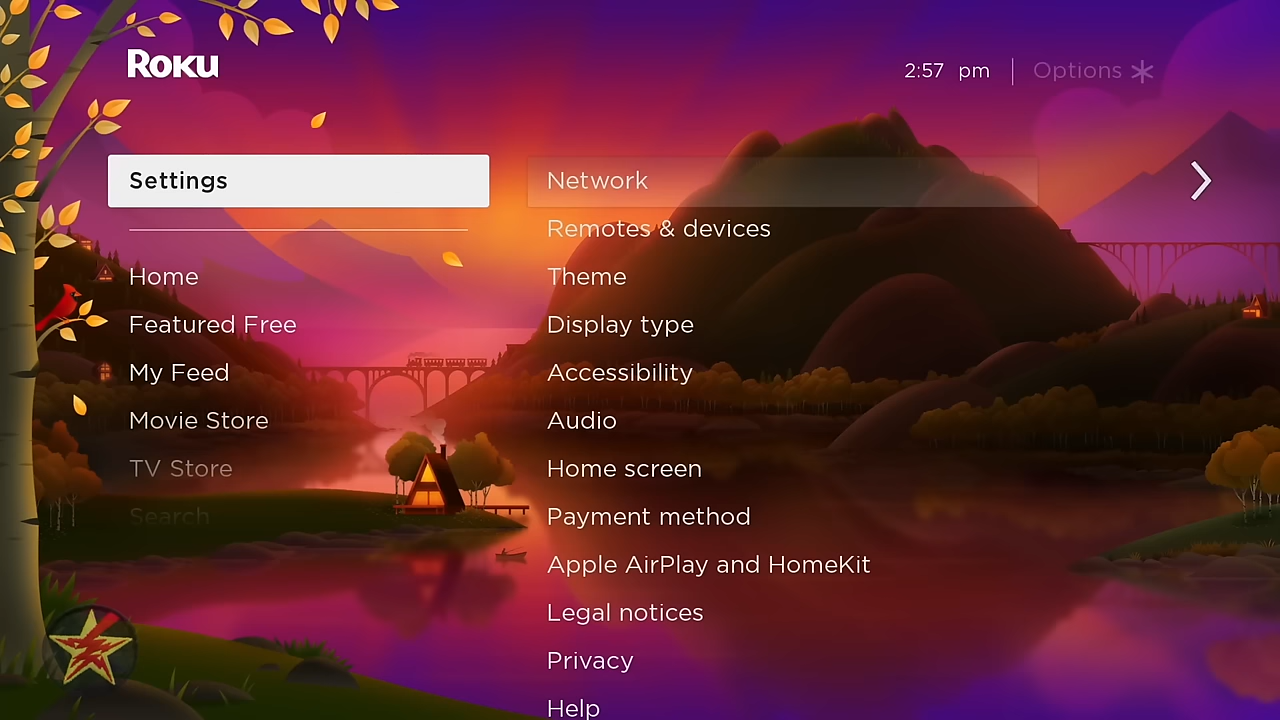 Roku
2:57 pm
Options
Settings
Home
Featured Free
My Feed
Movie Store
TV Store
Search
Network
Remotes & devices
Theme
Display type
Accessibility
Audio
Home screen
Payment method
Apple AirPlay and HomeKit
Legal notices
Privacy
Help